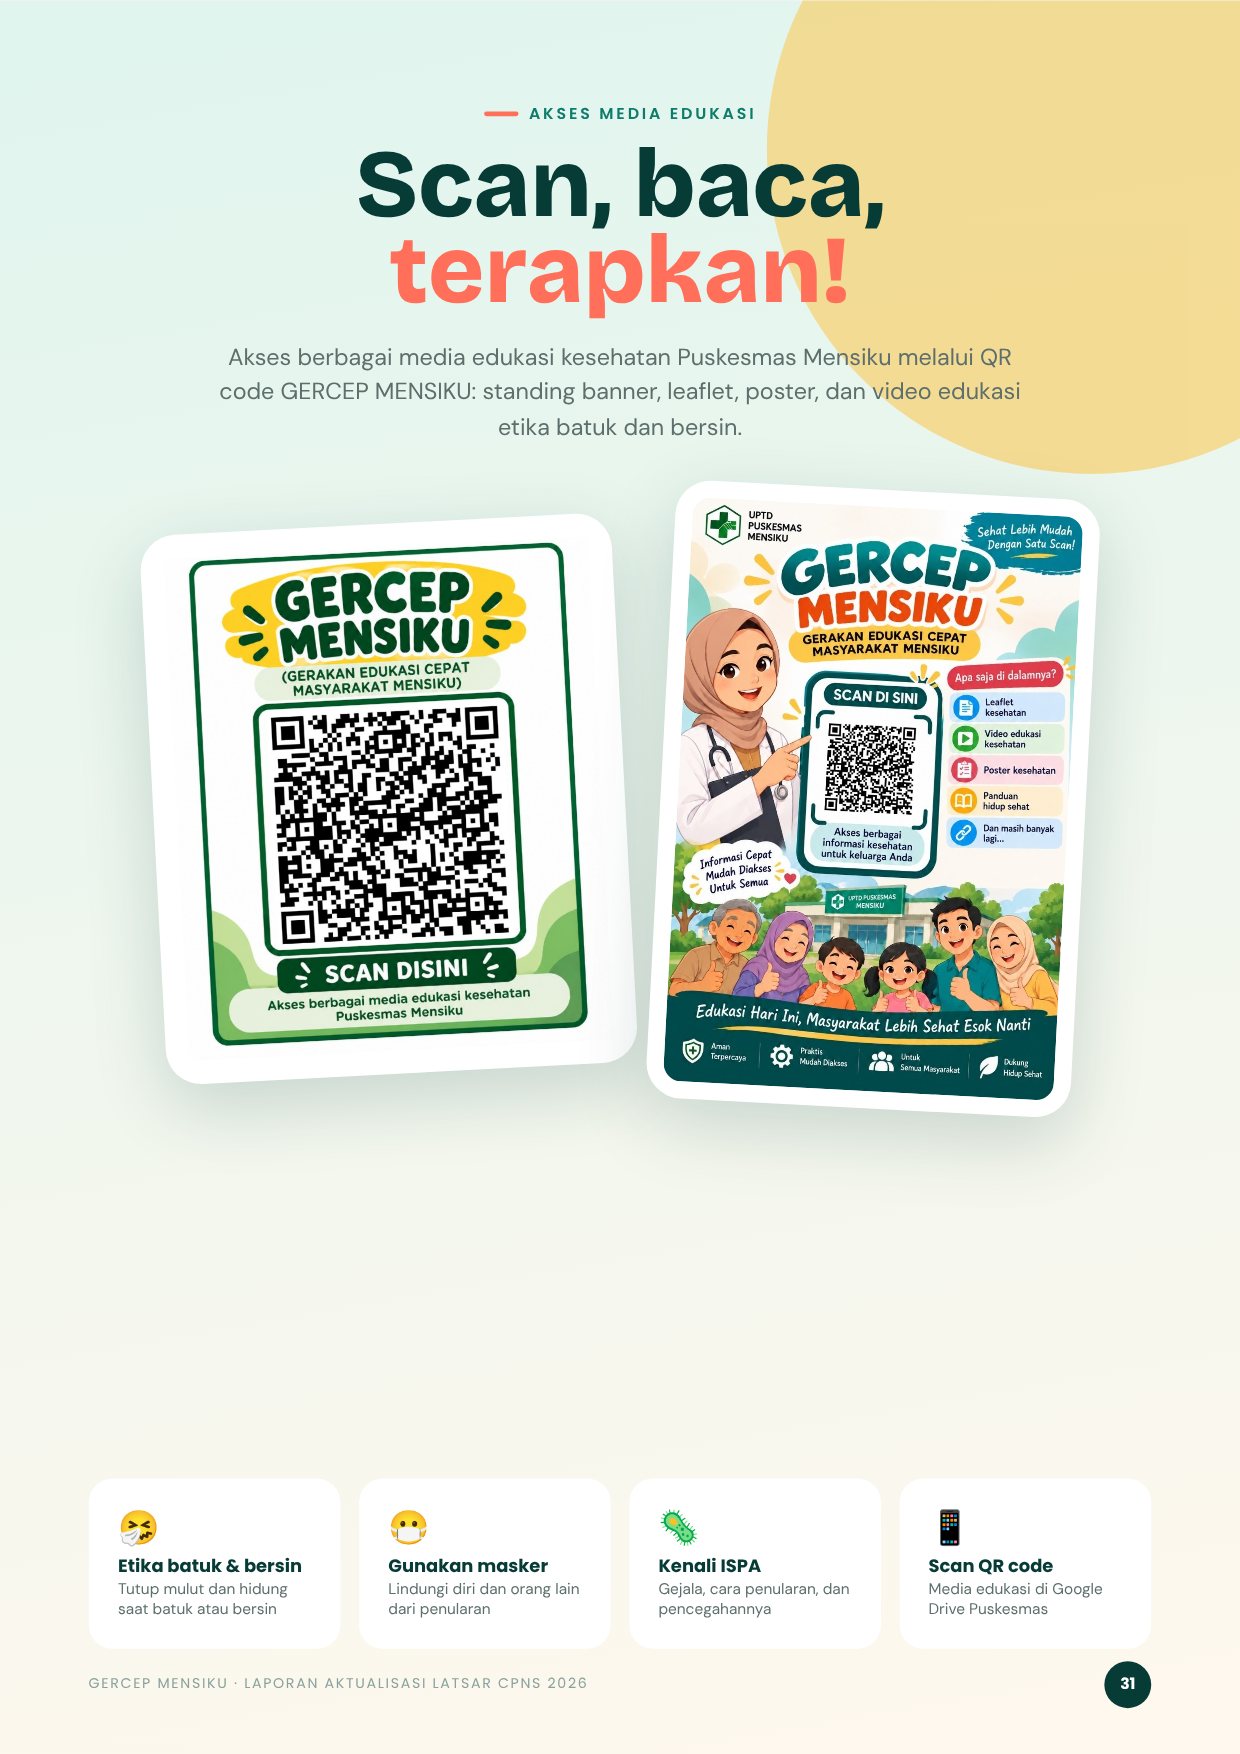 AKSES MEDIA EDUKASI
Scan, baca,
terapkan!
Akses berbagai media edukasi kesehatan Puskesmas Mensiku melalui QR
code GERCEP MENSIKU: standing banner, leaflet, poster, dan video edukasi
etika batuk dan bersin.
GERCEP
MENSIKU
(GERAKAN EDUKASI CEPAT
MASYARAKAT MENSIKU)
SCAN DISINI
Akses berbagai media edukasi kesehatan
Puskesmas Mensiku
UPTD
PUSKESMAS
MENSIKU
Sehat Lebih Mudah
Dengan Satu Scan!
GERCEP
MENSIKU
GERAKAN EDUKASI CEPAT
MASYARAKAT MENSIKU
SCAN DI SINI
Akses berbagai
informasi kesehatan
untuk keluarga Anda
Apa saja di dalamnya?
Leaflet
kesehatan
Video edukasi
kesehatan
Poster kesehatan
Panduan
hidup sehat
Dan masih banyak
lagi...
Informasi Cepat
Mudah Diakses
Untuk Semua
UPTD PUSKESMAS
MENSIKU
Edukasi Hari Ini, Masyarakat Lebih Sehat Esok Nanti
Aman
Terpercaya
Praktis
Mudah Diakses
Untuk
Semua Masyarakat
Dukung
Hidup Sehat
Etika batuk & bersin
Tutup mulut dan hidung
saat batuk atau bersin
Gunakan masker
Lindungi diri dan orang lain
dari penularan
Kenali ISPA
Gejala, cara penularan, dan
pencegahannya
Scan QR code
Media edukasi di Google
Drive Puskesmas
GERCEP MENSIKU · LAPORAN AKTUALISASI LATSAR CPNS 2026
31